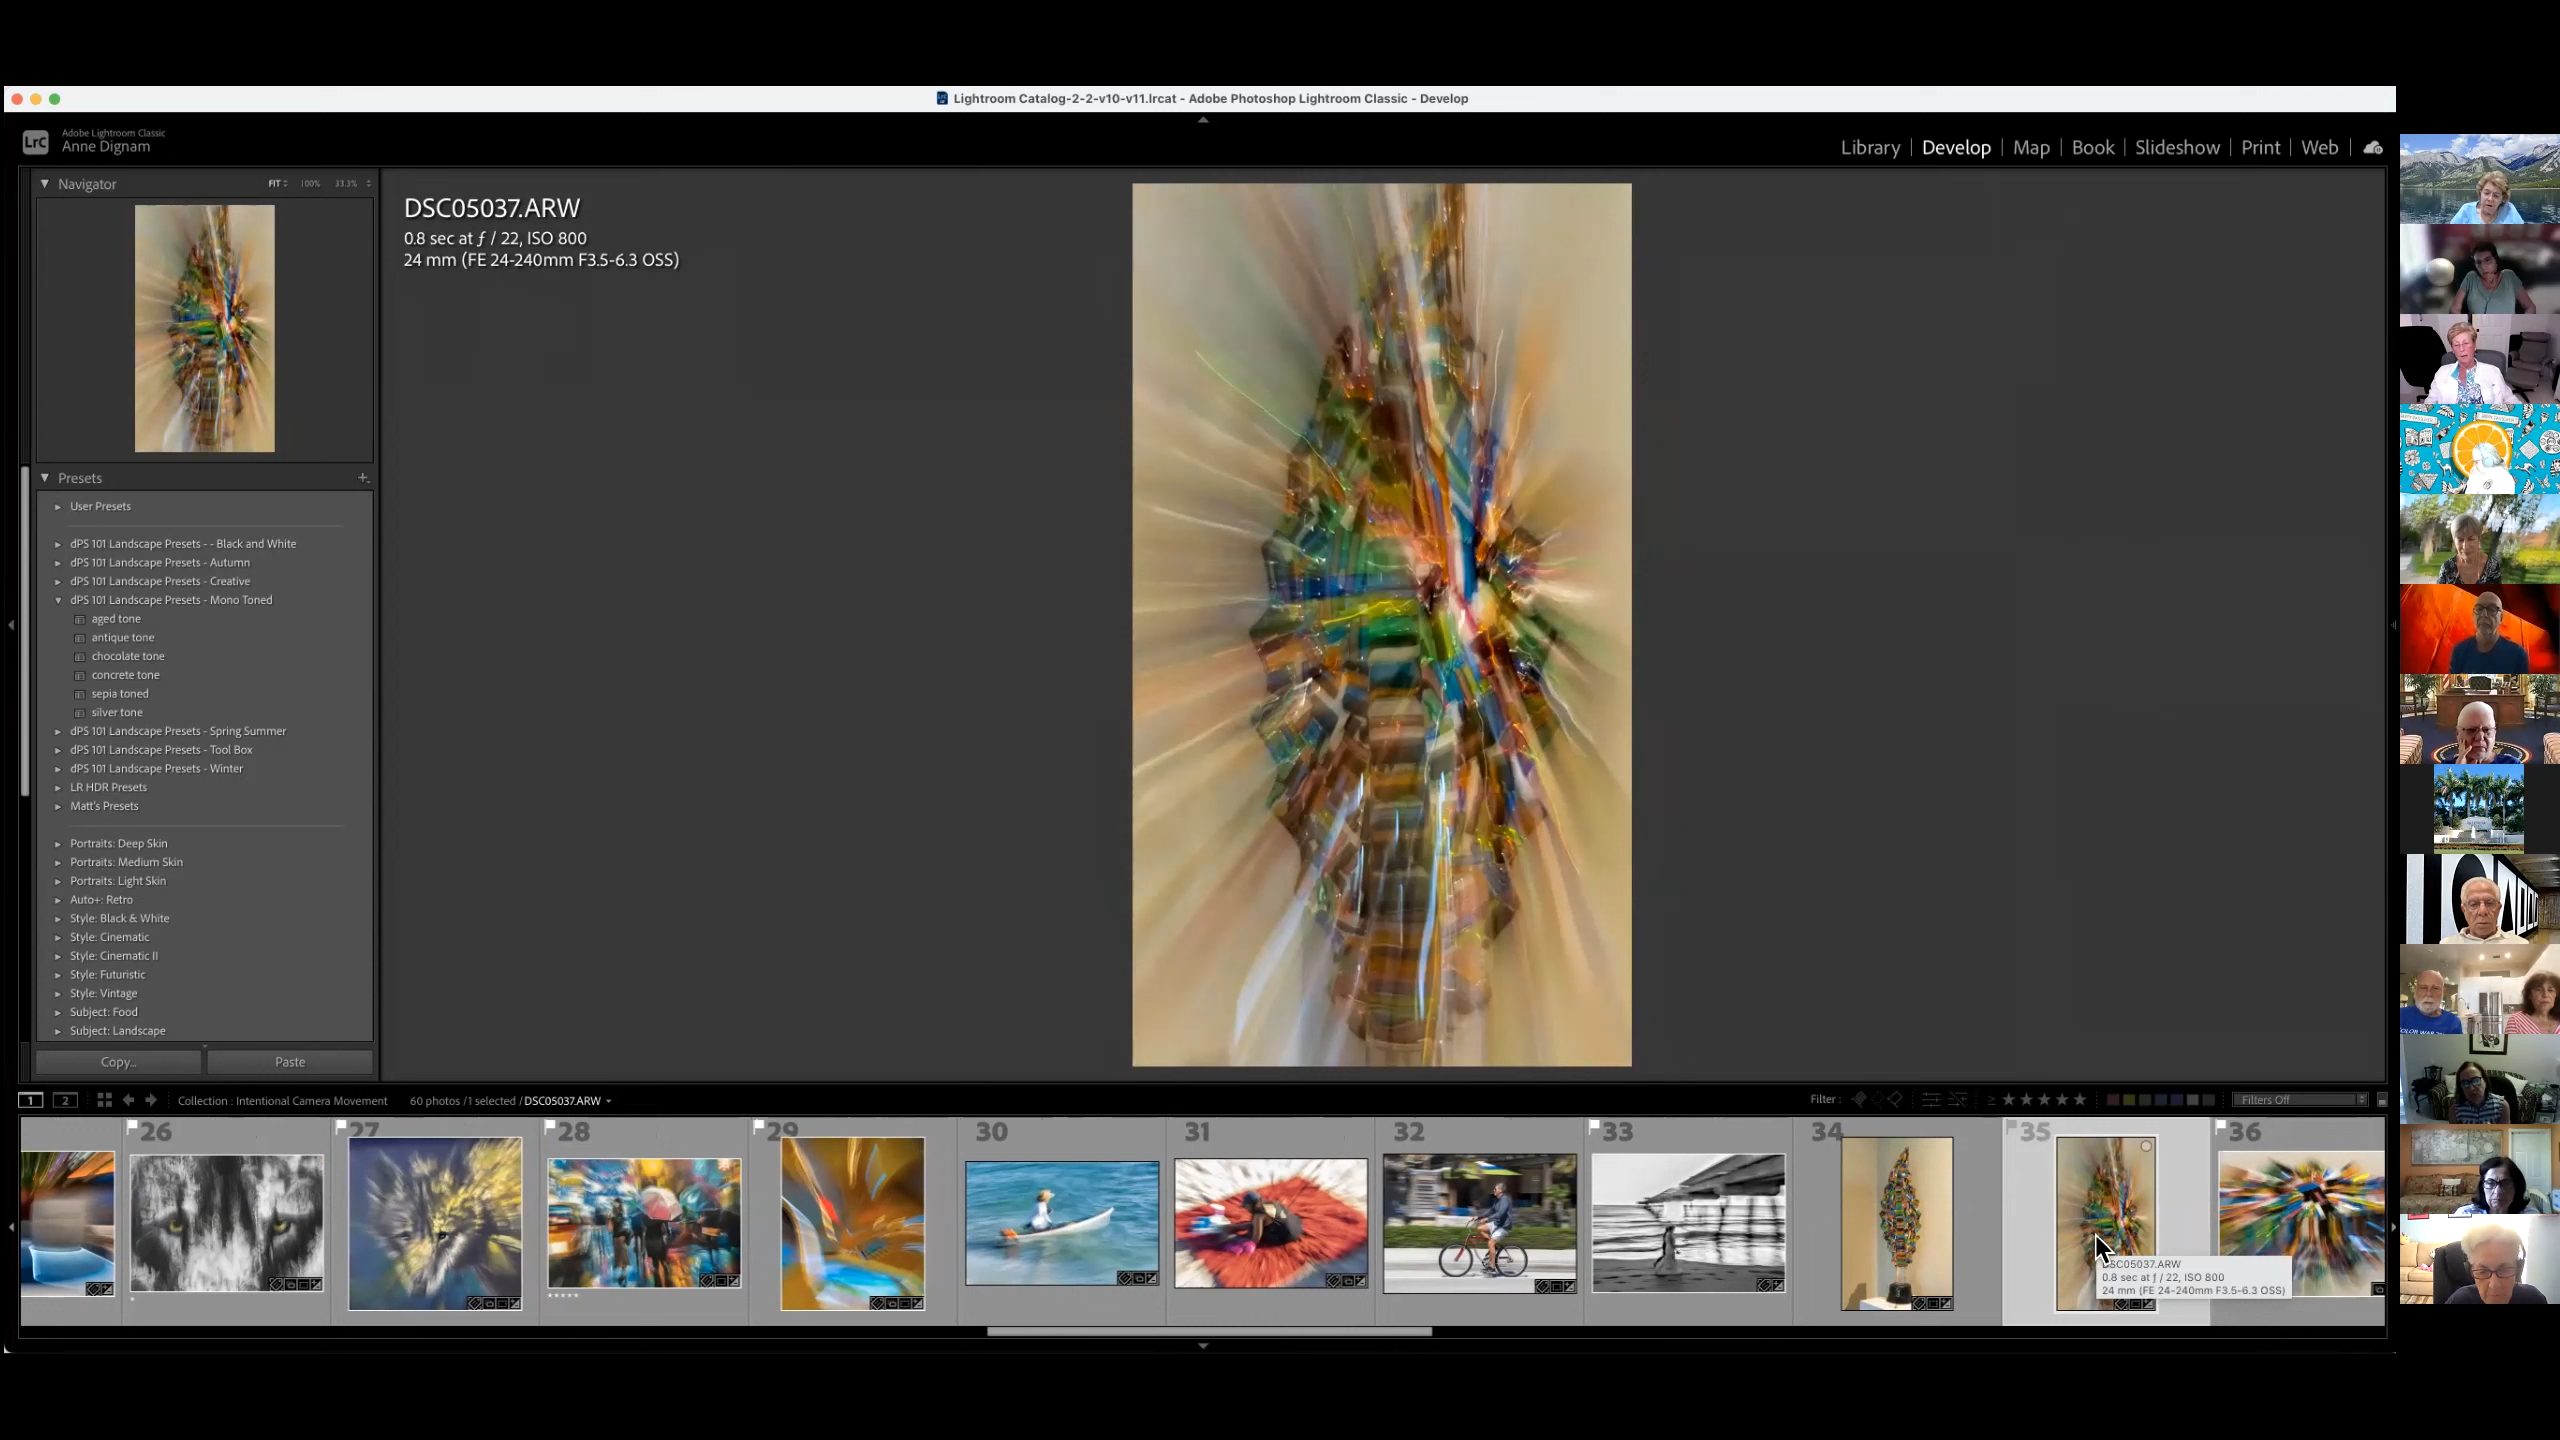 Lightroom Catalog-2-2-v10-v11.lrcat - Adobe Photoshop Lightroom Classic - Develop
LrC
Adobe Lightroom Classic
Anne Dignam
Library | Develop | Map | Book | Slideshow | Print | Web
Navigator
FIT 100% 33.3%
DSC05037.ARW
0.8 sec at ƒ / 22, ISO 800
24 mm (FE 24-240mm F3.5-6.3 OSS)
Presets
User Presets
dPS 101 Landscape Presets - - Black and White
dPS 101 Landscape Presets - Autumn
dPS 101 Landscape Presets - Creative
dPS 101 Landscape Presets - Mono Toned
aged tone
antique tone
chocolate tone
concrete tone
sepia toned
silver tone
dPS 101 Landscape Presets - Spring Summer
dPS 101 Landscape Presets - Tool Box
dPS 101 Landscape Presets - Winter
LR HDR Presets
Matt's Presets
Portraits: Deep Skin
Portraits: Medium Skin
Portraits: Light Skin
Auto+: Retro
Style: Black & White
Style: Cinematic
Style: Cinematic II
Style: Futuristic
Style: Vintage
Subject: Food
Subject: Landscape
Copy... Paste
1 2 Collection : Intentional Camera Movement 60 photos /1 selected /DSC05037.ARW Filter : ≥ ★★★★★ Filters Off
26 27 28 29 30 31 32 33 34 35 36
SC05037.ARW
0.8 sec at ƒ / 22, ISO 800
24 mm (FE 24-240mm F3.5-6.3 OSS)